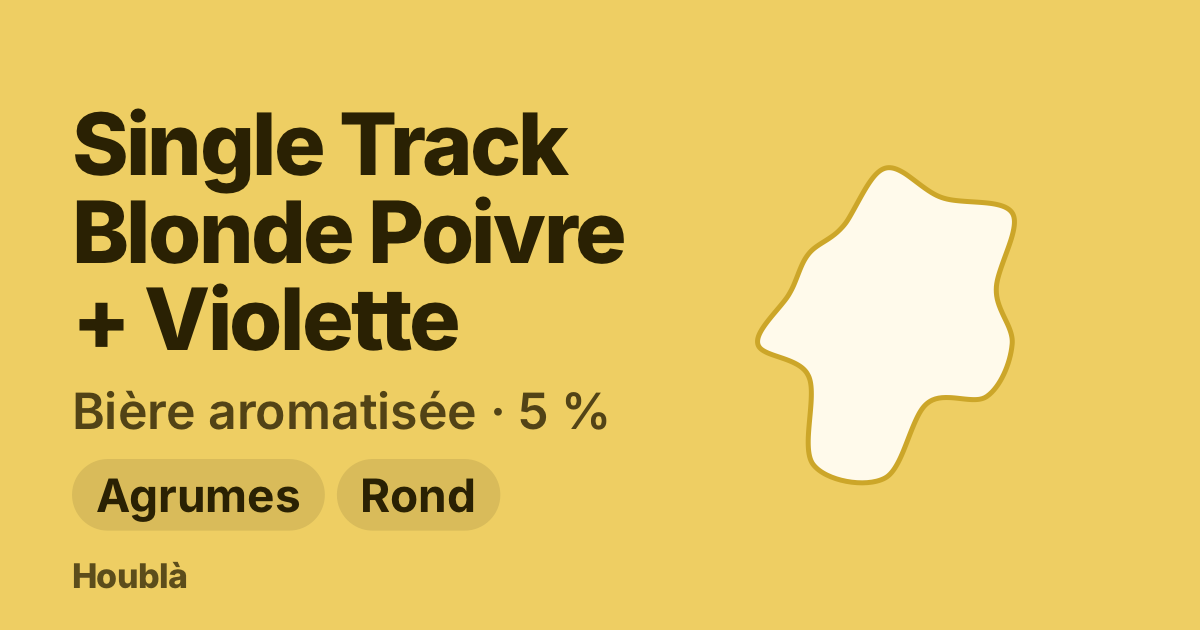 Single Track
Blonde Poivre
+ Violette
Bière aromatisée · 5 %
Agrumes Rond
Houblà